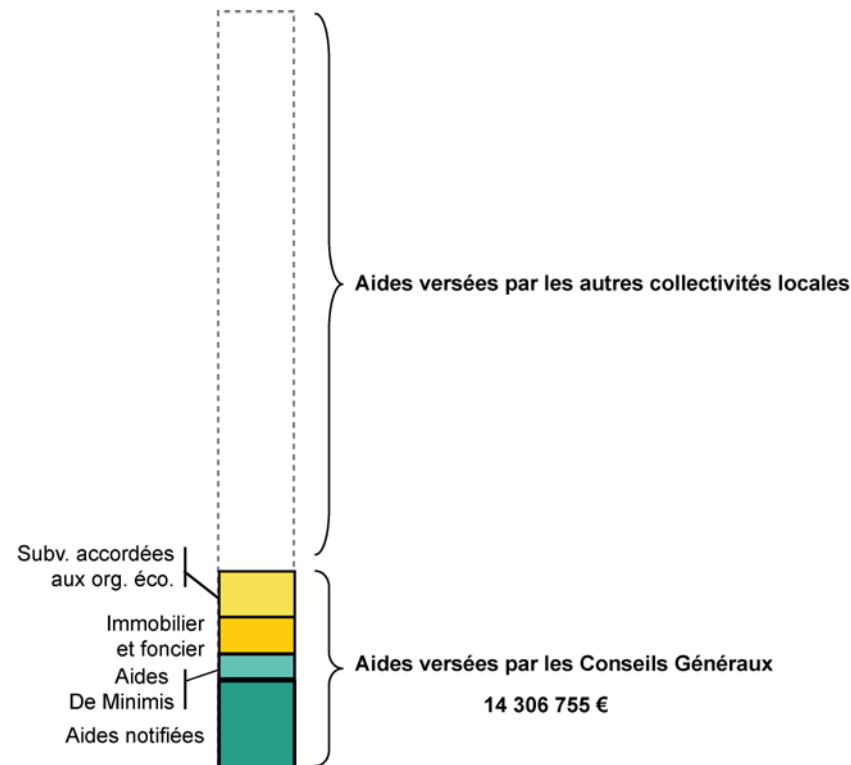 Aides versées par les autres collectivités locales
Subv. accordées
aux org. éco.
Immobilier
et foncier
Aides
De Minimis
Aides notifiées
Aides versées par les Conseils Généraux
14 306 755 €